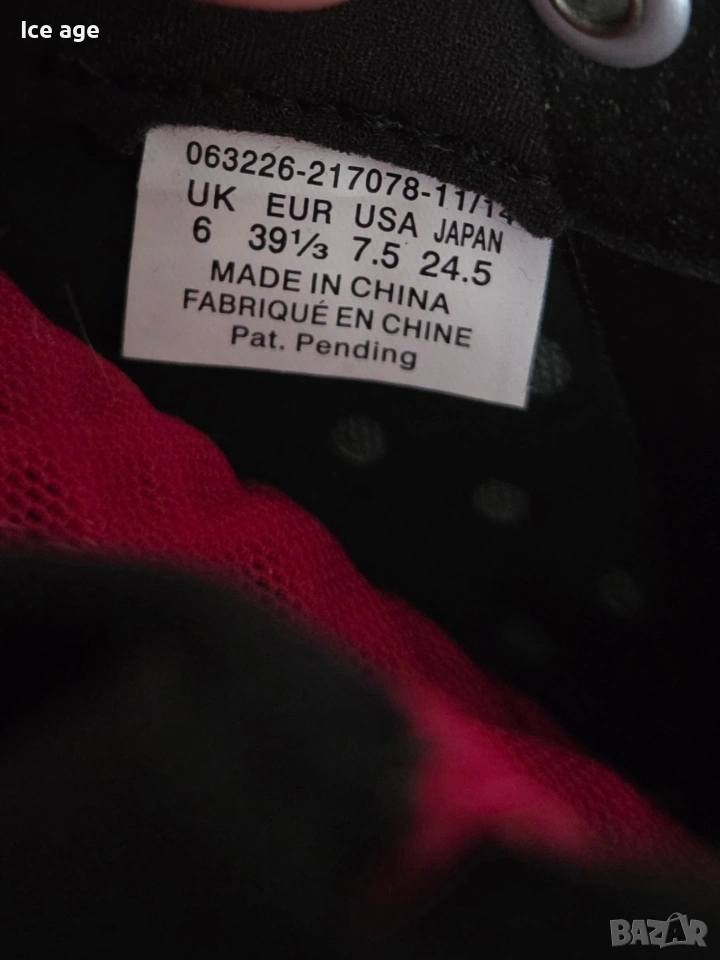 Ice age
063226-217078-11/14
UK EUR USA JAPAN
6 39¹/₃ 7.5 24.5
MADE IN CHINA
FABRIQUÉ EN CHINE
Pat. Pending
BAZAR